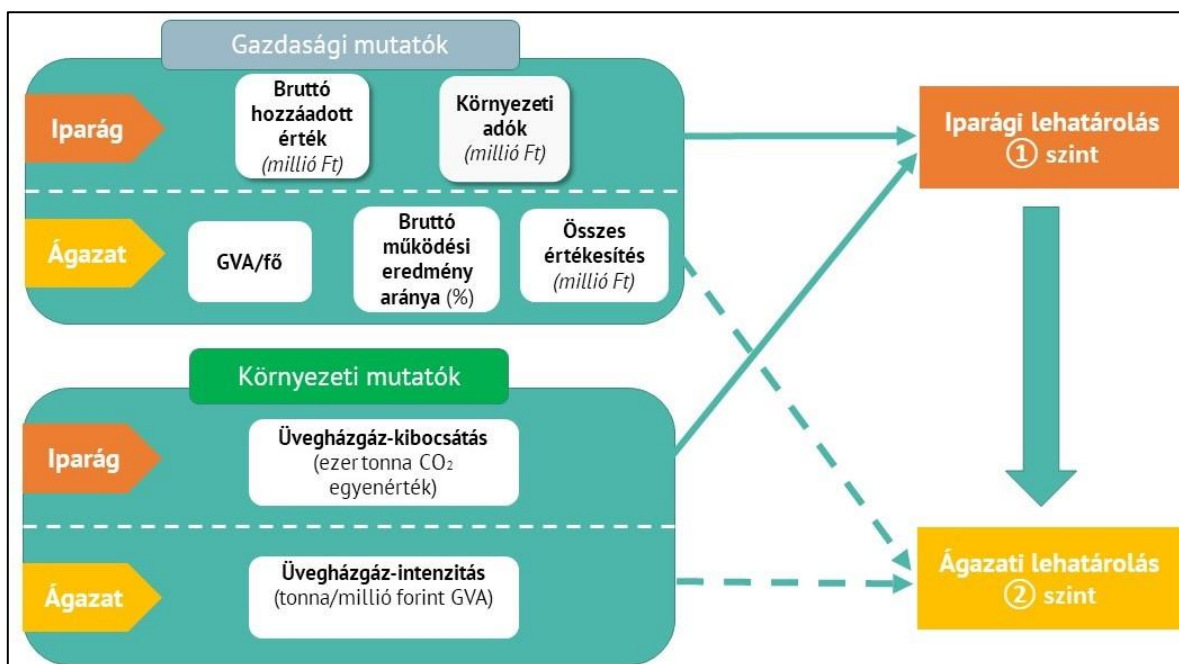 Gazdasági mutatók
Iparág
Bruttó
hozzáadott
érték
(millió Ft)
Környezeti
adók
(millió Ft)
Ágazat
GVA/fő
Bruttó
működési
eredmény
aránya (%)
Összes
értékesítés
(millió Ft)
Környezeti mutatók
Iparág
Üvegházgáz-kibocsátás
(ezer tonna CO₂
egyenérték)
Ágazat
Üvegházgáz-intenzitás
(tonna/millió forint GVA)
Iparági lehatárolás
① szint
Ágazati lehatárolás
② szint